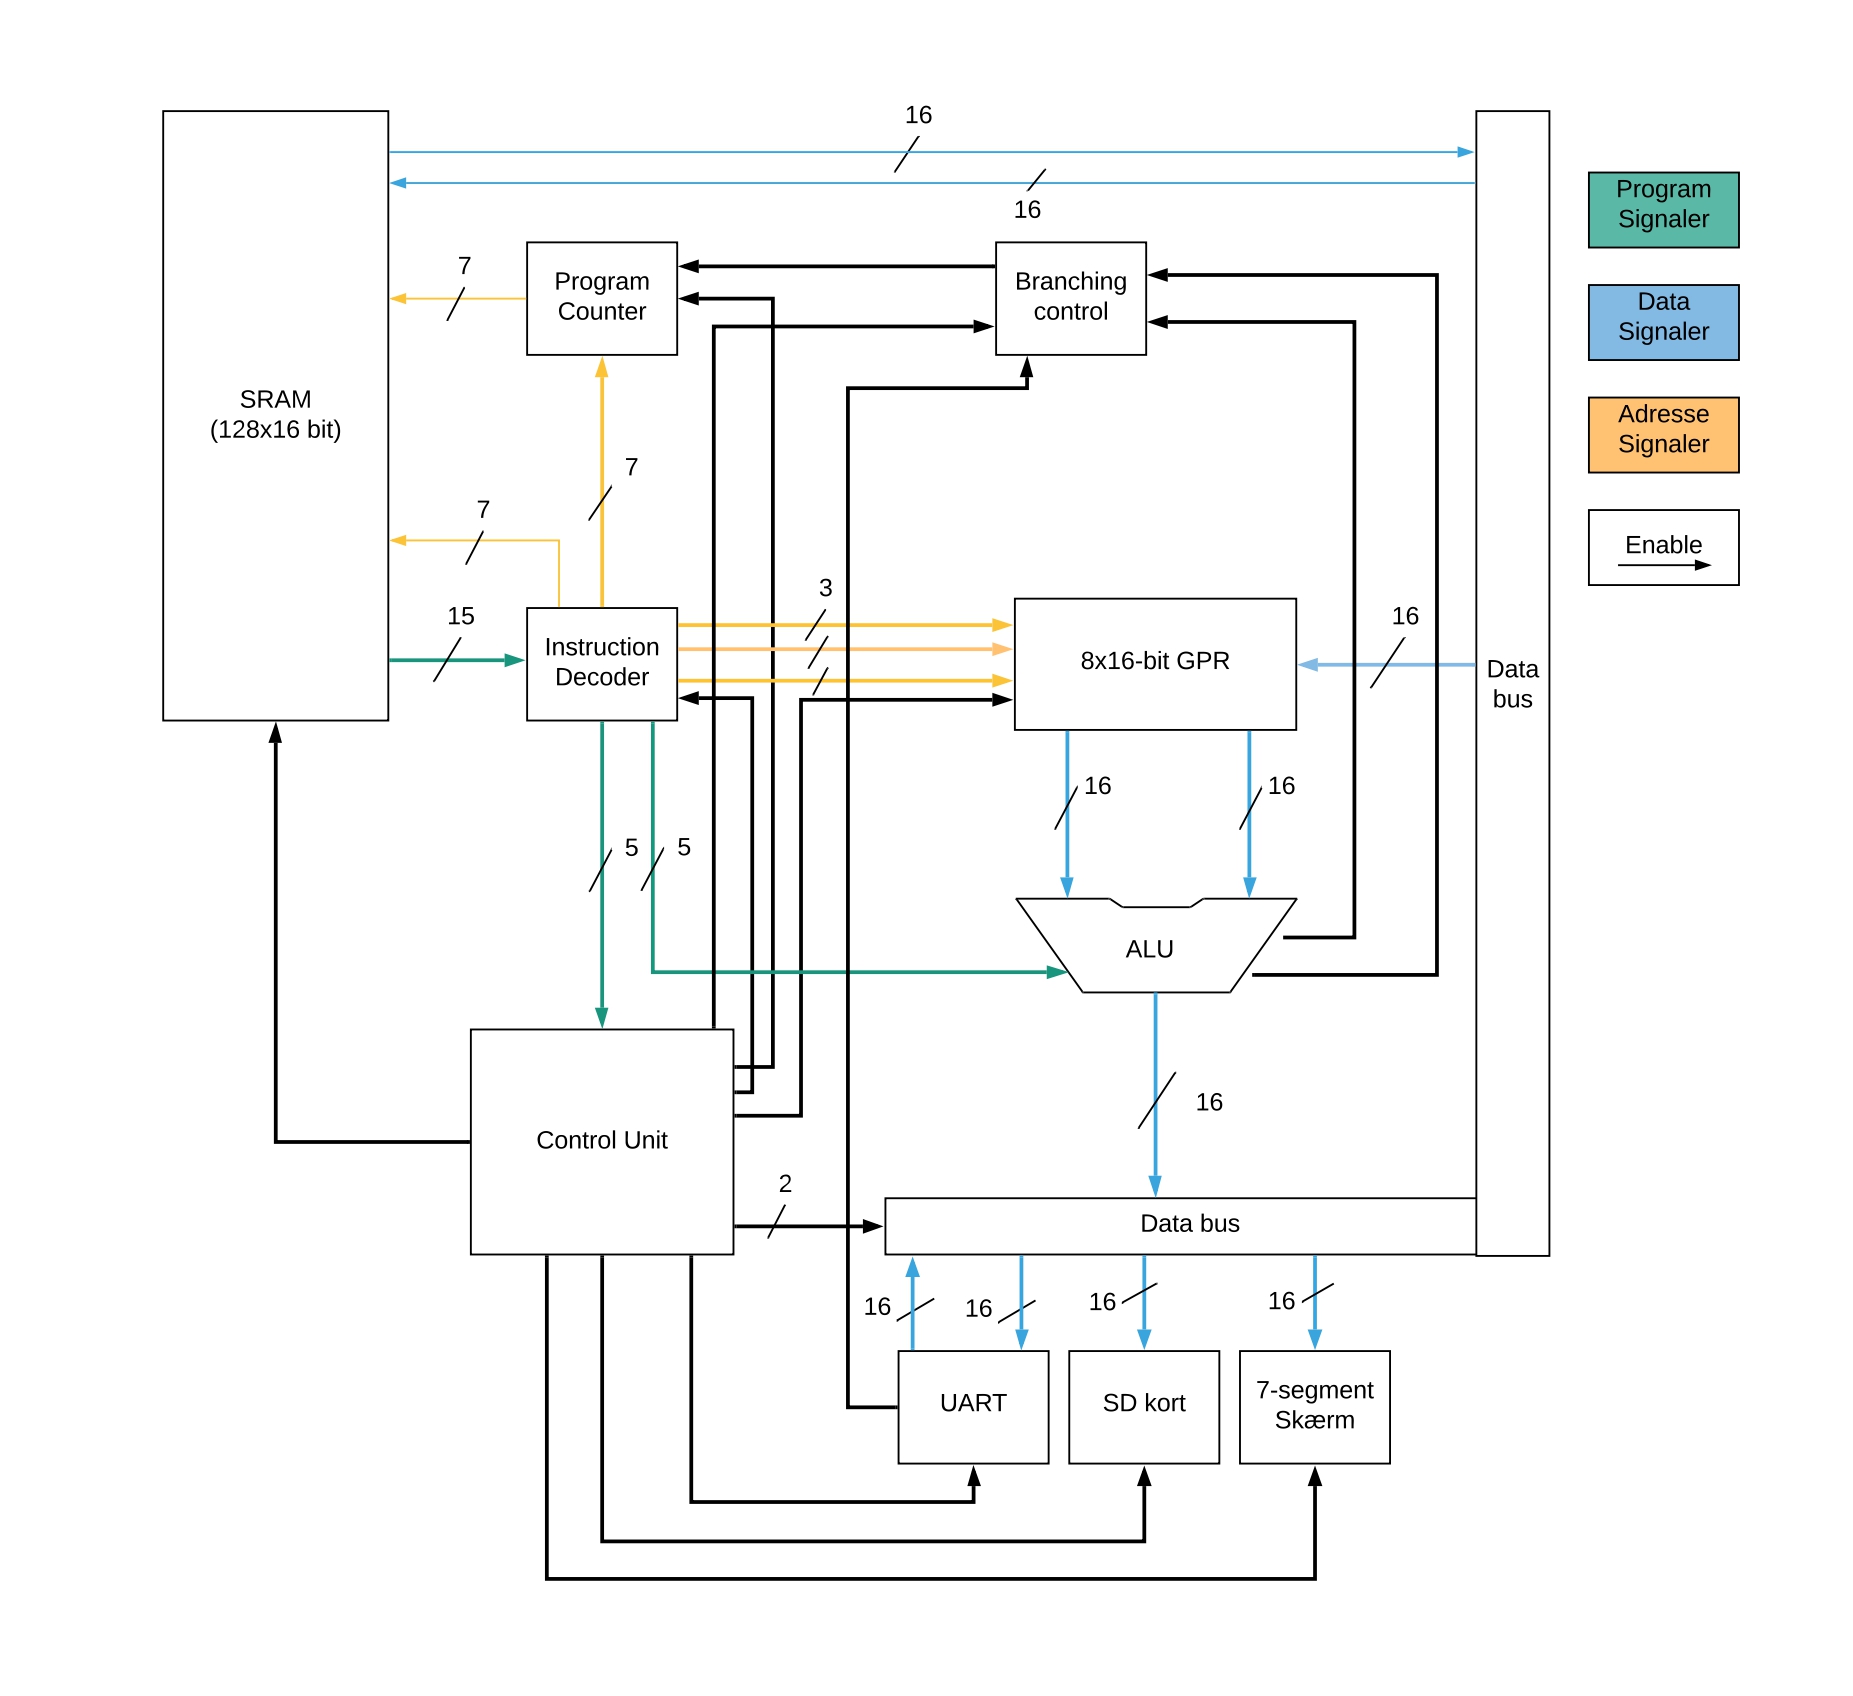 16
16
Program
Signaler
7
Program
Counter
Branching
control
Data
Signaler
SRAM
(128x16 bit)
Adresse
Signaler
7
7
Enable
3
15
16
Instruction
Decoder
8x16-bit GPR
Data
bus
16
16
5
5
ALU
16
Control Unit
2
Data bus
16
16
16
16
UART
SD kort
7-segment
Skærm